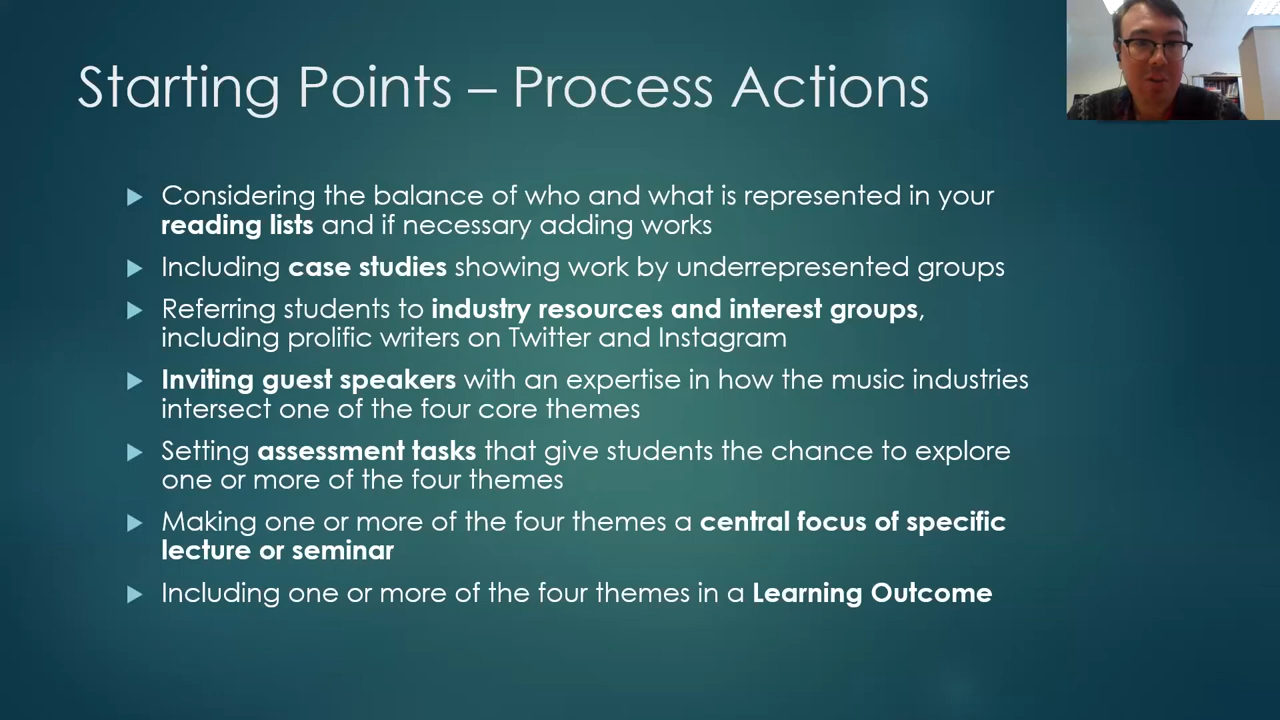 Starting Points – Process Actions
Considering the balance of who and what is represented in your
reading lists and if necessary adding works
Including case studies showing work by underrepresented groups
Referring students to industry resources and interest groups,
including prolific writers on Twitter and Instagram
Inviting guest speakers with an expertise in how the music industries
intersect one of the four core themes
Setting assessment tasks that give students the chance to explore
one or more of the four themes
Making one or more of the four themes a central focus of specific
lecture or seminar
Including one or more of the four themes in a Learning Outcome